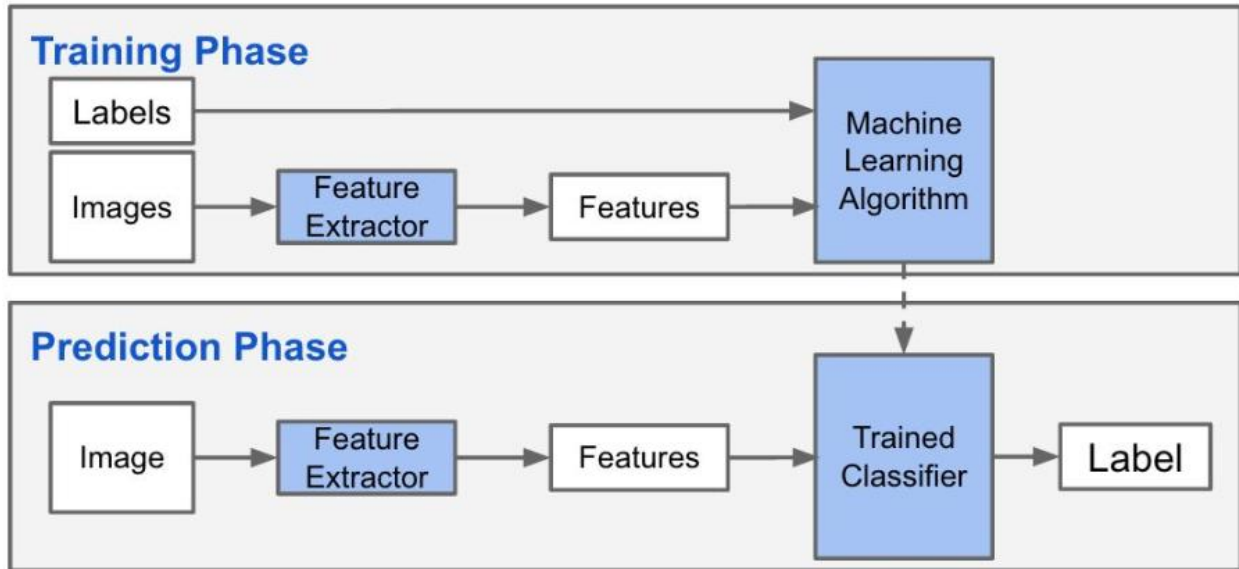 Training Phase
Labels
Images
Feature
Extractor
Features
Machine
Learning
Algorithm
Prediction Phase
Image
Feature
Extractor
Features
Trained
Classifier
Label